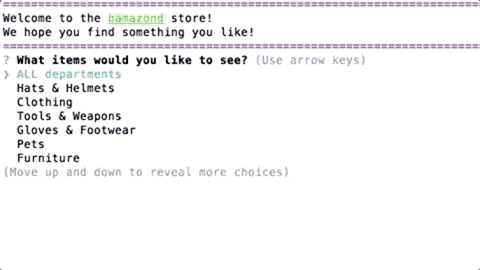 ================================================================
Welcome to the bamazond store!
We hope you find something you like!
================================================================
? What items would you like to see? (Use arrow keys)
❯ ALL departments
Hats & Helmets
Clothing
Tools & Weapons
Gloves & Footwear
Pets
Furniture
(Move up and down to reveal more choices)